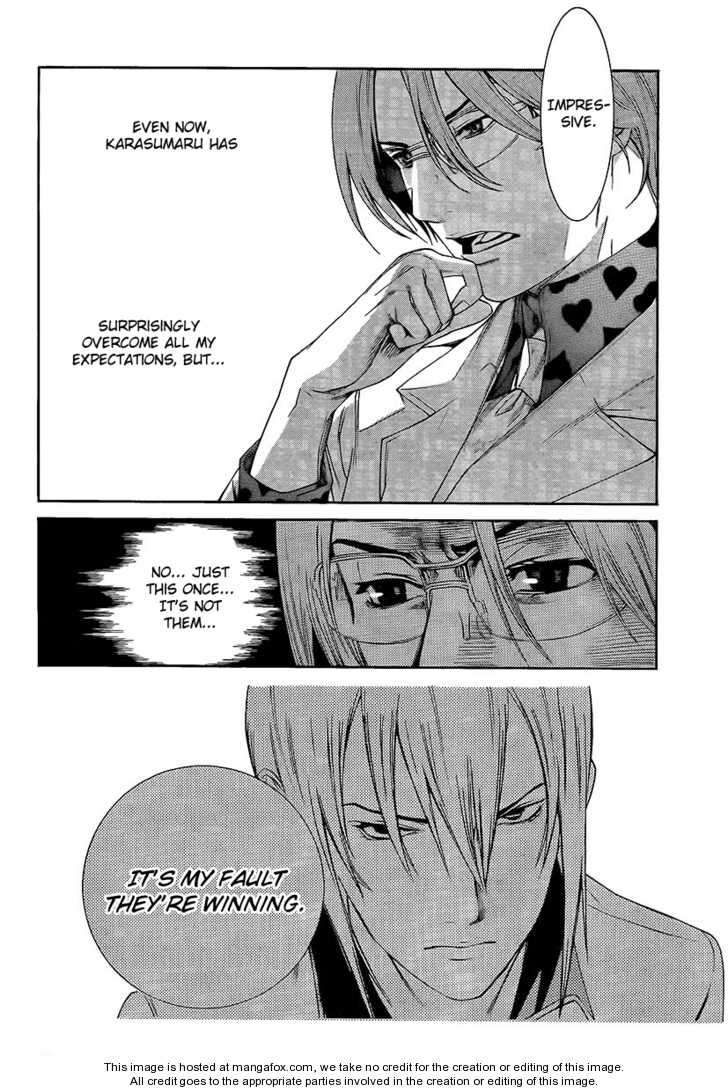 IMPRES-
SIVE.
EVEN NOW,
KARASUMARU HAS
SURPRISINGLY
OVERCOME ALL MY
EXPECTATIONS, BUT...
NO... JUST
THIS ONCE...
IT'S NOT
THEM...
IT'S MY FAULT
THEY'RE WINNING.
This image is hosted at mangafox.com, we take no credit for the creation or editing of this image.
All credit goes to the appropriate parties involved in the creation of editing of this image.